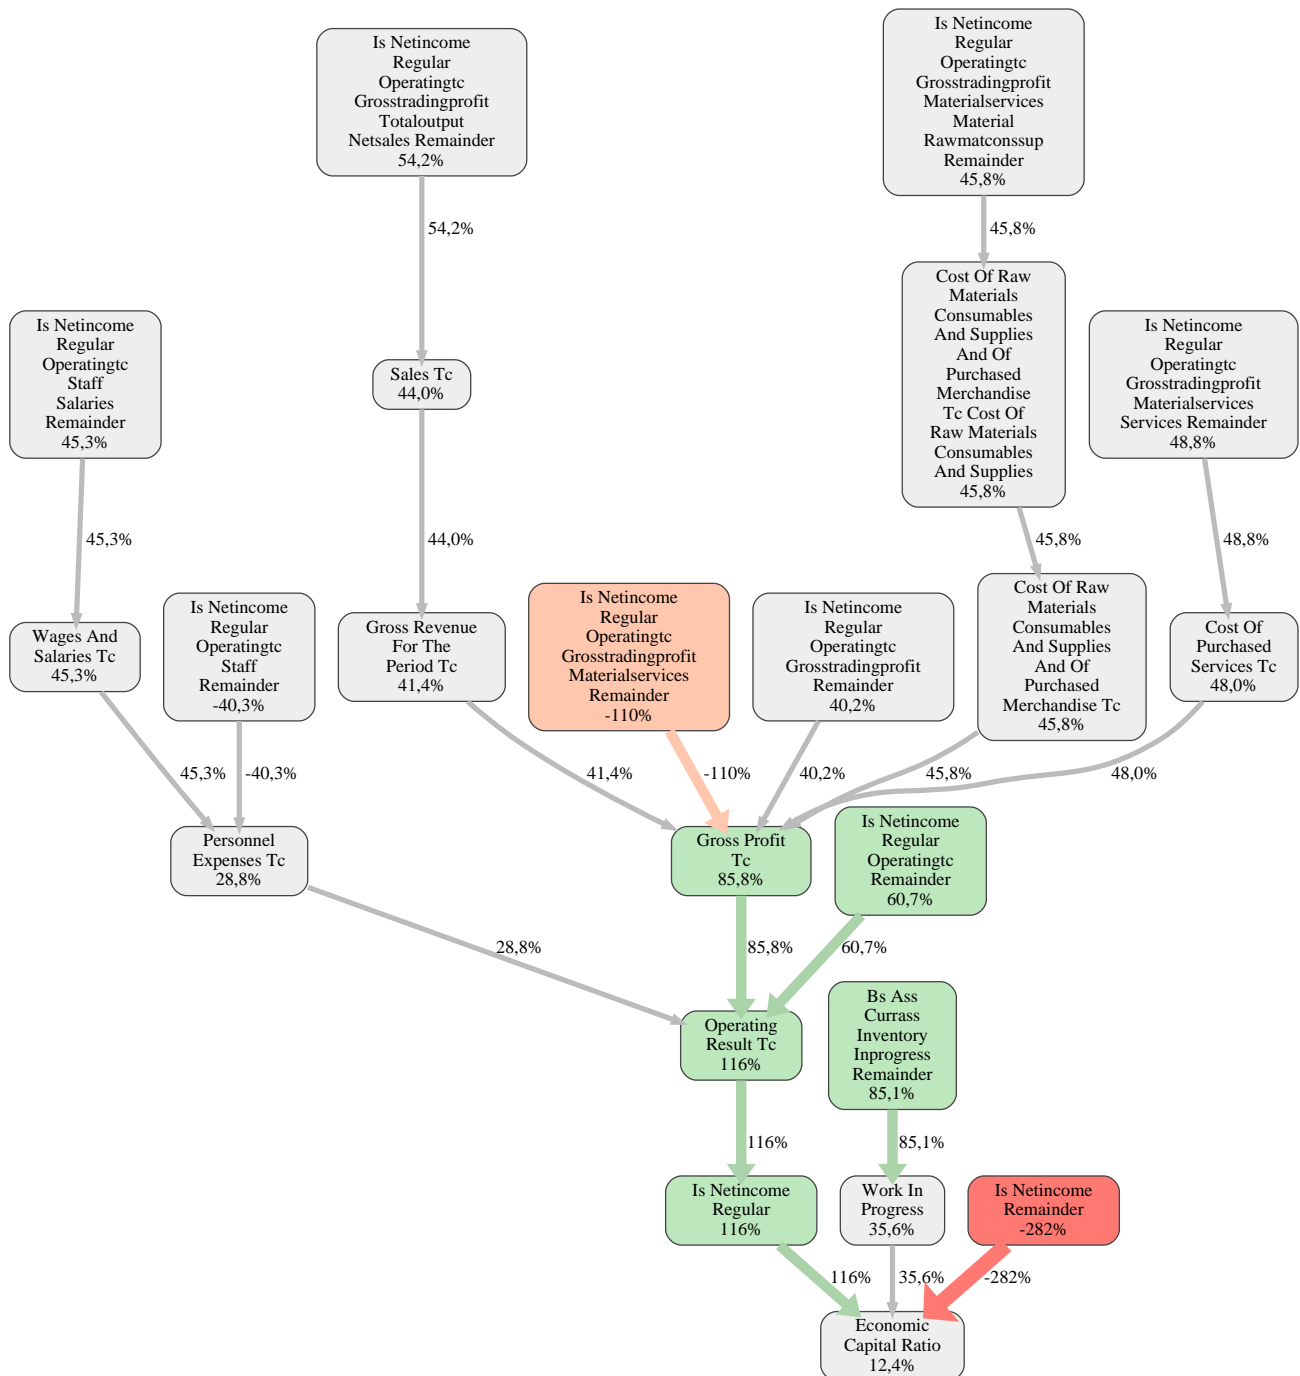 Is Netincome
Regular
Operatingtc
Grosstradingprofit
Totaloutput
Netsales Remainder
54,2%
Is Netincome
Regular
Operatingtc
Grosstradingprofit
Materialservices
Material
Rawmatconssup
Remainder
45,8%
54,2%
45,8%
Is Netincome
Regular
Operatingtc
Staff
Salaries
Remainder
45,3%
Sales Tc
44,0%
Cost Of Raw
Materials
Consumables
And Supplies
And Of
Purchased
Merchandise
Tc Cost Of
Raw Materials
Consumables
And Supplies
45,8%
Is Netincome
Regular
Operatingtc
Grosstradingprofit
Materialservices
Services Remainder
48,8%
45,3%
44,0%
45,8%
48,8%
Wages And
Salaries Tc
45,3%
Is Netincome
Regular
Operatingtc
Staff
Remainder
-40,3%
Gross Revenue
For The
Period Tc
41,4%
Is Netincome
Regular
Operatingtc
Grosstradingprofit
Materialservices
Remainder
-110%
Is Netincome
Regular
Operatingtc
Grosstradingprofit
Remainder
40,2%
Cost Of Raw
Materials
Consumables
And Supplies
And Of
Purchased
Merchandise Tc
45,8%
Cost Of
Purchased
Services Tc
48,0%
45,3%
-40,3%
41,4%
-110%
40,2%
45,8%
48,0%
Personnel
Expenses Tc
28,8%
Gross Profit
Tc
85,8%
Is Netincome
Regular
Operatingtc
Remainder
60,7%
28,8%
85,8%
60,7%
Operating
Result Tc
116%
Bs Ass
Currass
Inventory
Inprogress
Remainder
85,1%
116%
85,1%
Is Netincome
Regular
116%
Work In
Progress
35,6%
Is Netincome
Remainder
-282%
116%
35,6%
-282%
Economic
Capital Ratio
12,4%